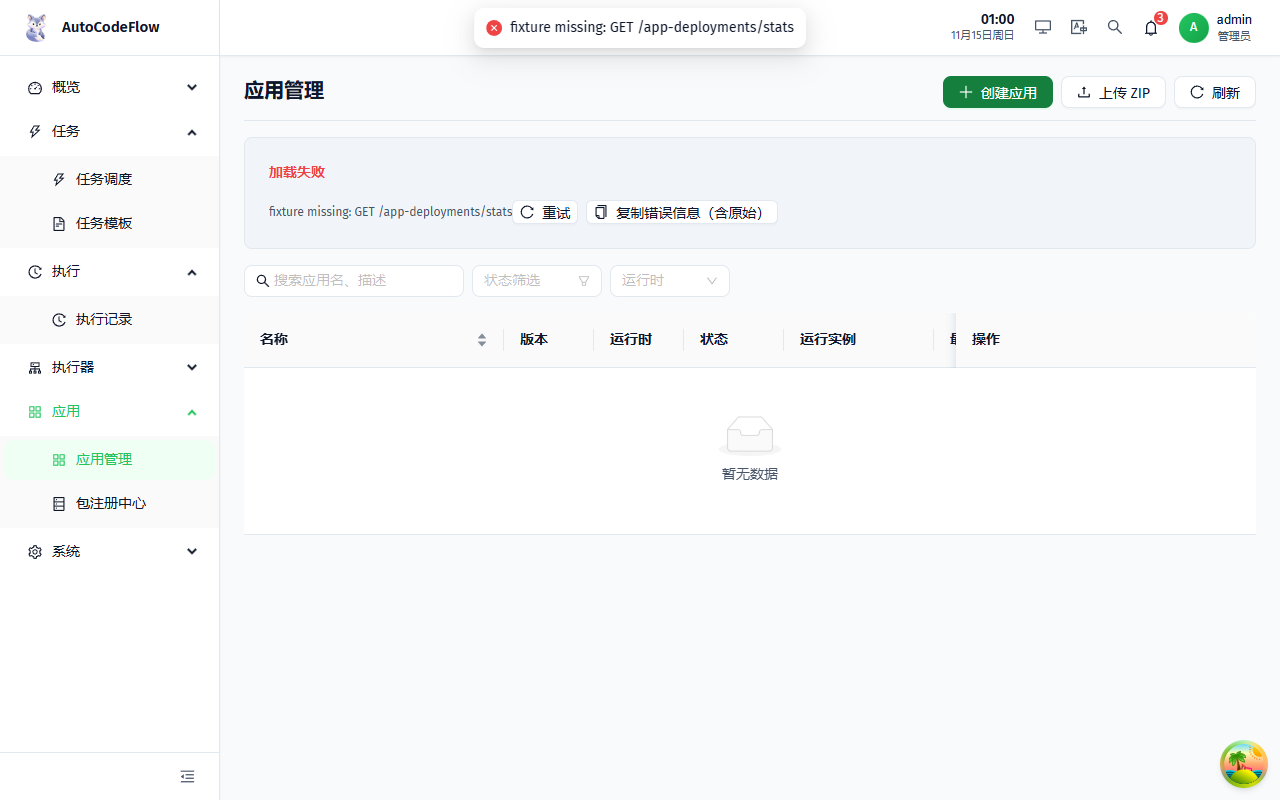 AutoCodeFlow
fixture missing: GET /app-deployments/stats
01:00
11月15日周日
3
A
admin
管理员
概览
任务
任务调度
任务模板
执行
执行记录
执行器
应用
应用管理
包注册中心
系统
应用管理
创建应用
上传 ZIP
刷新
加载失败
fixture missing: GET /app-deployments/stats
重试
复制错误信息（含原始）
搜索应用名、描述
状态筛选
运行时
名称
版本
运行时
状态
运行实例
操作
暂无数据